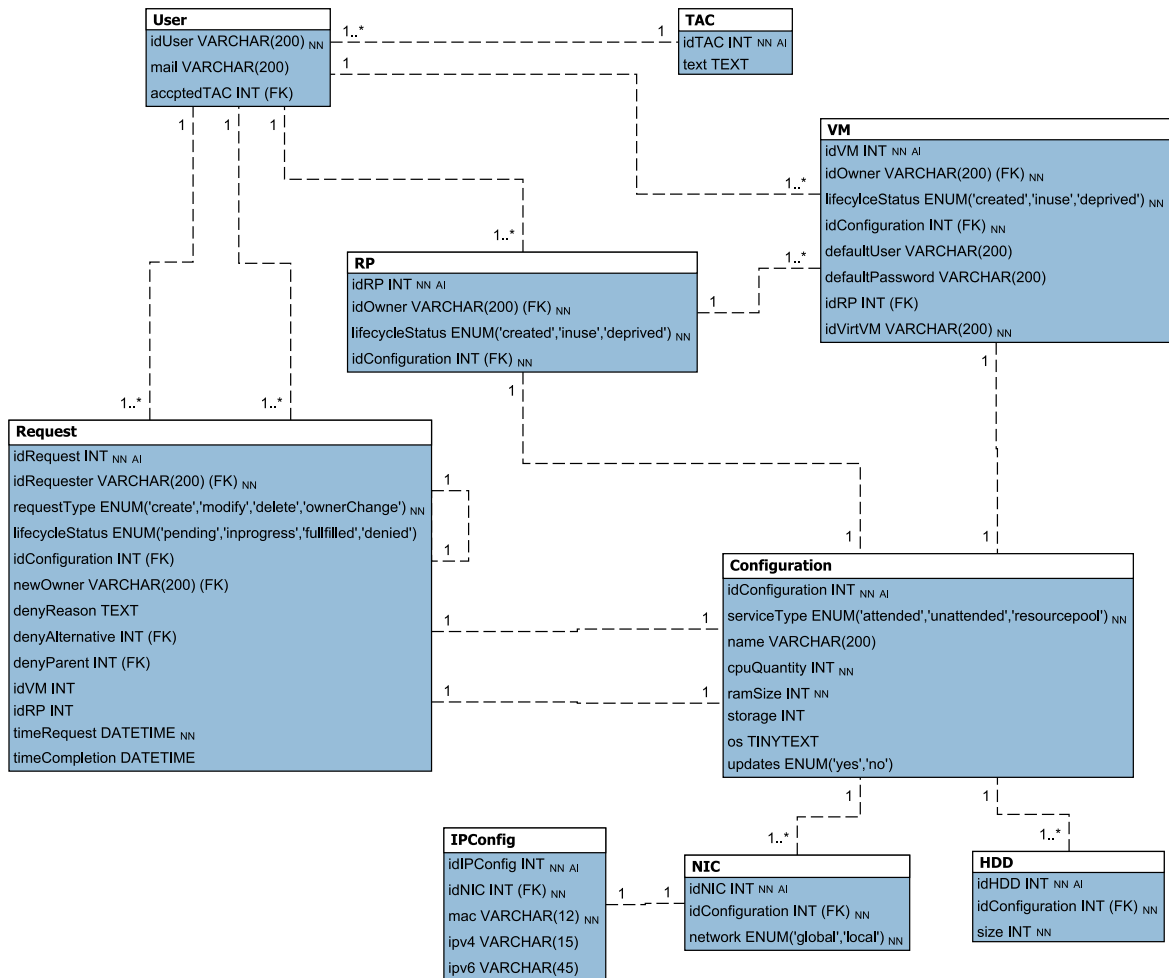 User
idUser VARCHAR(200) NN
mail VARCHAR(200)
accptedTAC INT (FK)
1..*
1
TAC
idTAC INT NN AI
text TEXT
1
1
1
1
VM
idVM INT NN AI
idOwner VARCHAR(200) (FK) NN
lifecylceStatus ENUM('created','inuse','deprived') NN
idConfiguration INT (FK) NN
defaultUser VARCHAR(200)
defaultPassword VARCHAR(200)
idRP INT (FK)
idVirtVM VARCHAR(200) NN
1..*
1..*
1..*
RP
idRP INT NN AI
idOwner VARCHAR(200) (FK) NN
lifecycleStatus ENUM('created','inuse','deprived') NN
idConfiguration INT (FK) NN
1
1
1
1..*
1..*
Request
idRequest INT NN AI
idRequester VARCHAR(200) (FK) NN
requestType ENUM('create','modify','delete','ownerChange') NN
lifecycleStatus ENUM('pending','inprogress','fullfilled','denied')
idConfiguration INT (FK)
newOwner VARCHAR(200) (FK)
denyReason TEXT
denyAlternative INT (FK)
denyParent INT (FK)
idVM INT
idRP INT
timeRequest DATETIME NN
timeCompletion DATETIME
1
1
1
1
1
1
1
1
Configuration
idConfiguration INT NN AI
serviceType ENUM('attended','unattended','resourcepool') NN
name VARCHAR(200)
cpuQuantity INT NN
ramSize INT NN
storage INT
os TINYTEXT
updates ENUM('yes','no')
1
1
1..*
1..*
IPConfig
idIPConfig INT NN AI
idNIC INT (FK) NN
mac VARCHAR(12) NN
ipv4 VARCHAR(15)
ipv6 VARCHAR(45)
1
1
NIC
idNIC INT NN AI
idConfiguration INT (FK) NN
network ENUM('global','local') NN
HDD
idHDD INT NN AI
idConfiguration INT (FK) NN
size INT NN